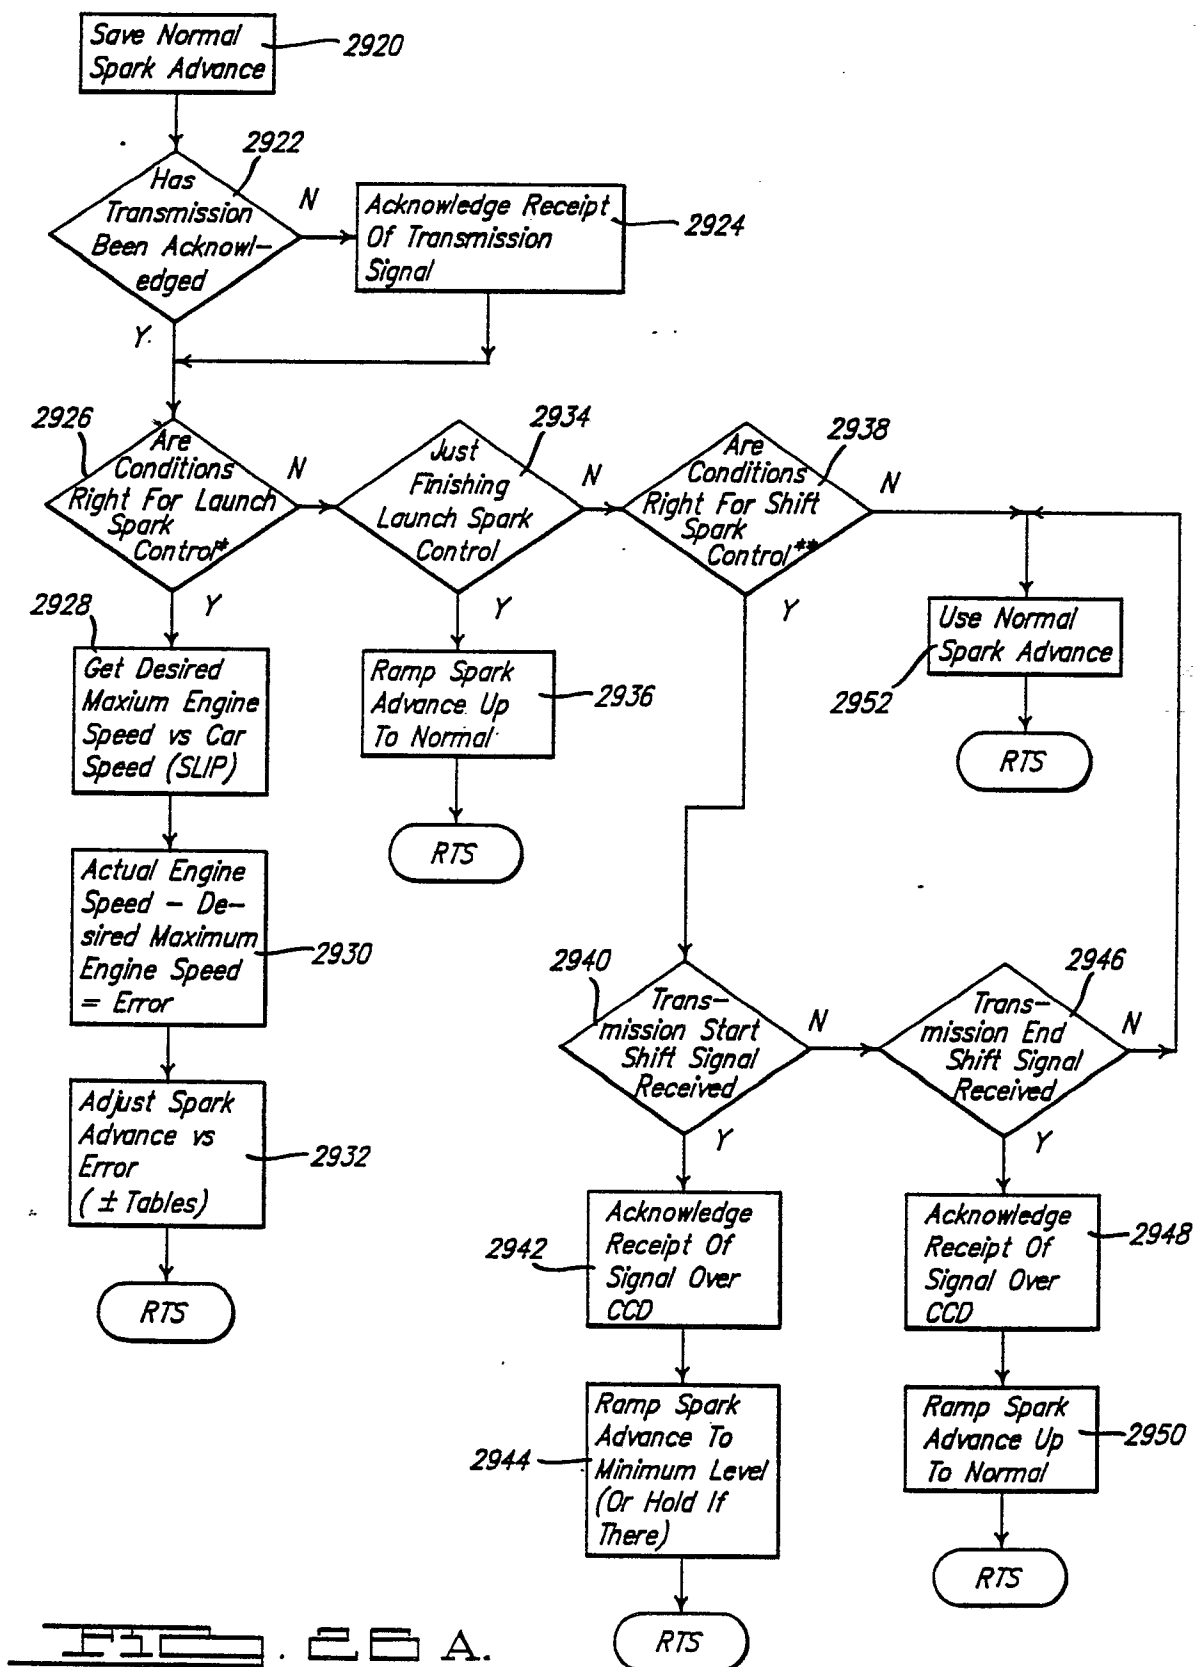 Save Normal
Spark Advance
2920
2922
Has
Transmission
Been Acknowl-
edged
N
Y
Acknowledge Receipt
Of Transmission
Signal
2924
2926
Are
Conditions
Right For Launch
Spark
Control*
N
Y
2934
Just
Finishing
Launch Spark
Control
N
Y
2938
Are
Conditions
Right For Shift
Spark
Control**
N
Y
2928
Get Desired
Maxium Engine
Speed vs Car
Speed (SLIP)
Ramp Spark
Advance Up
To Normal
2936
RTS
Use Normal
Spark Advance
2952
RTS
Actual Engine
Speed - De-
sired Maximum
Engine Speed
= Error
2930
2940
Trans-
mission Start
Shift Signal
Received
N
Y
2946
Trans-
mission End
Shift Signal
Received
N
Y
Adjust Spark
Advance vs
Error
(± Tables)
2932
RTS
Acknowledge
Receipt Of
Signal Over
CCD
2942
Acknowledge
Receipt Of
Signal Over
CCD
2948
Ramp Spark
Advance To
Minimum Level
(Or Hold If
There)
2944
RTS
Ramp Spark
Advance Up
To Normal
2950
RTS
A.